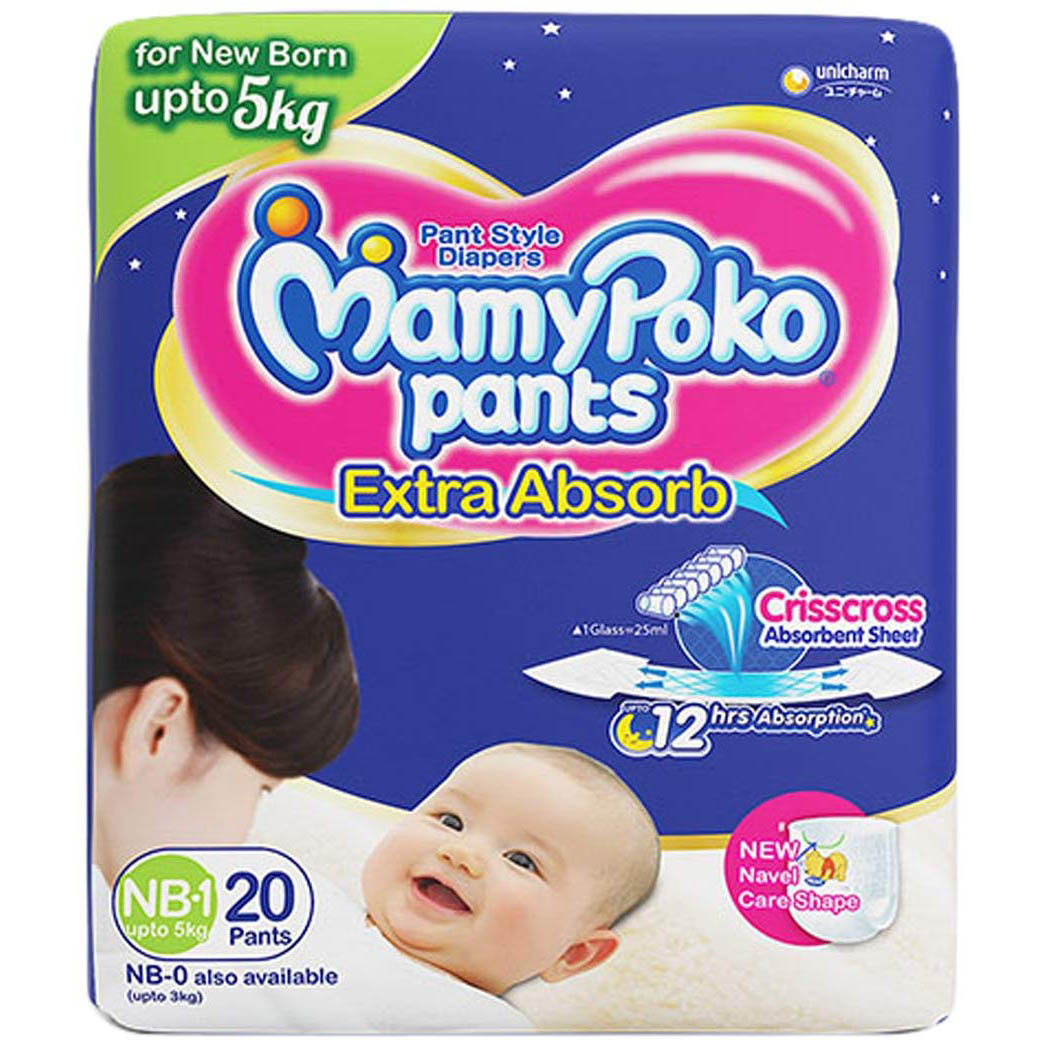 for New Born
upto 5kg
unicharm
ユニ・チャーム
Pant Style
Diapers
MamyPoko
pants
Extra Absorb
▲1Glass=25ml
Crisscross
Absorbent Sheet
UPTO
12 hrs Absorption
NEW
Navel
Care Shape
NB-1
upto 5kg
20
Pants
NB-0 also available
(upto 3kg)